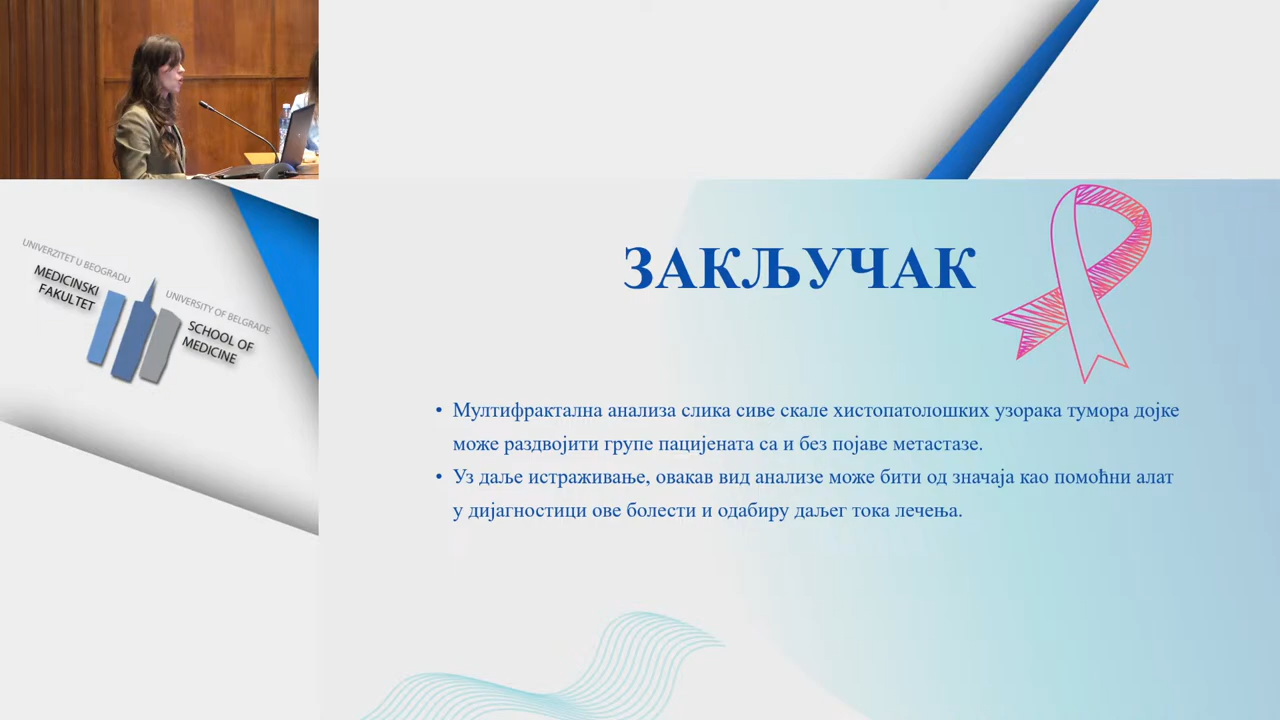 UNIVERZITET U BEOGRADU
MEDICINSKI
FAKULTET
UNIVERSITY OF BELGRADE
SCHOOL OF
MEDICINE
ЗАКЉУЧАК
• Мултифрактална анализа слика сиве скале хистопатолошких узорака тумора дојке
може раздвојити групе пацијената са и без појаве метастазе.
• Уз даље истраживање, овакав вид анализе може бити од значаја као помоћни алат
у дијагностици ове болести и одабиру даљег тока лечења.